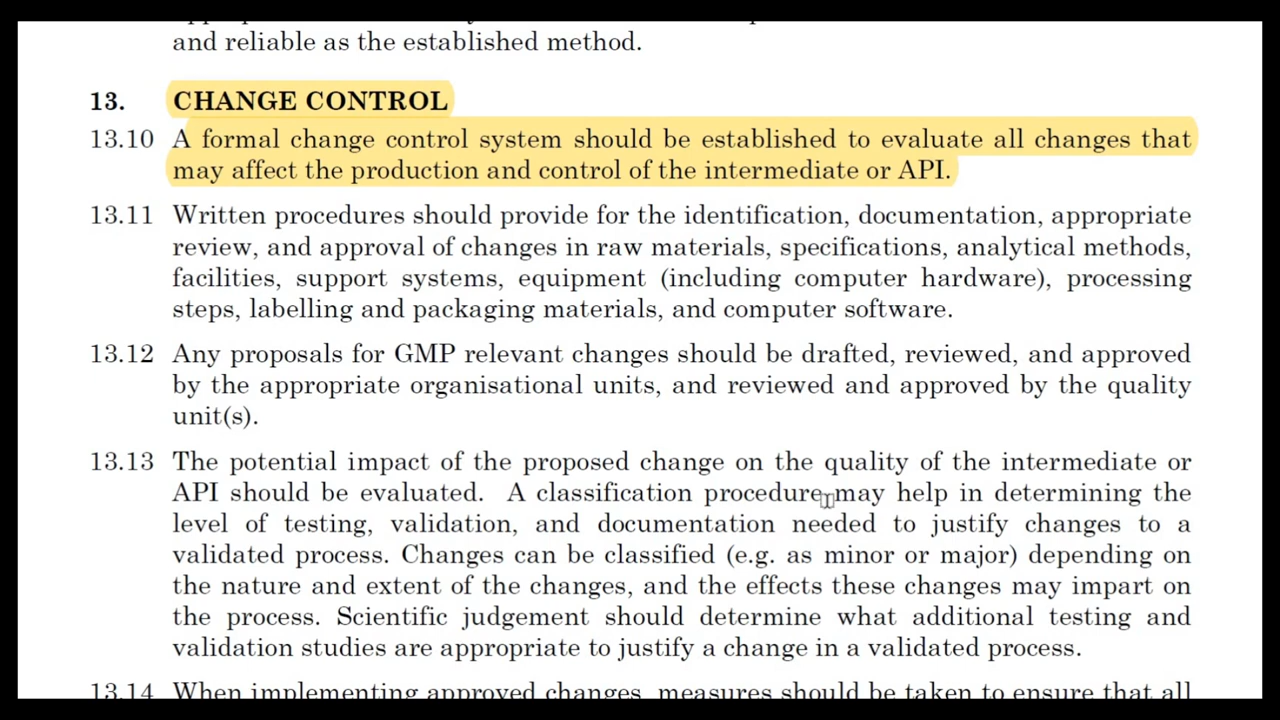 and reliable as the established method.
13. CHANGE CONTROL
13.10 A formal change control system should be established to evaluate all changes that
may affect the production and control of the intermediate or API.
13.11 Written procedures should provide for the identification, documentation, appropriate
review, and approval of changes in raw materials, specifications, analytical methods,
facilities, support systems, equipment (including computer hardware), processing
steps, labelling and packaging materials, and computer software.
13.12 Any proposals for GMP relevant changes should be drafted, reviewed, and approved
by the appropriate organisational units, and reviewed and approved by the quality
unit(s).
13.13 The potential impact of the proposed change on the quality of the intermediate or
API should be evaluated. A classification procedure may help in determining the
level of testing, validation, and documentation needed to justify changes to a
validated process. Changes can be classified (e.g. as minor or major) depending on
the nature and extent of the changes, and the effects these changes may impart on
the process. Scientific judgement should determine what additional testing and
validation studies are appropriate to justify a change in a validated process.
13.14 When implementing approved changes, measures should be taken to ensure that all